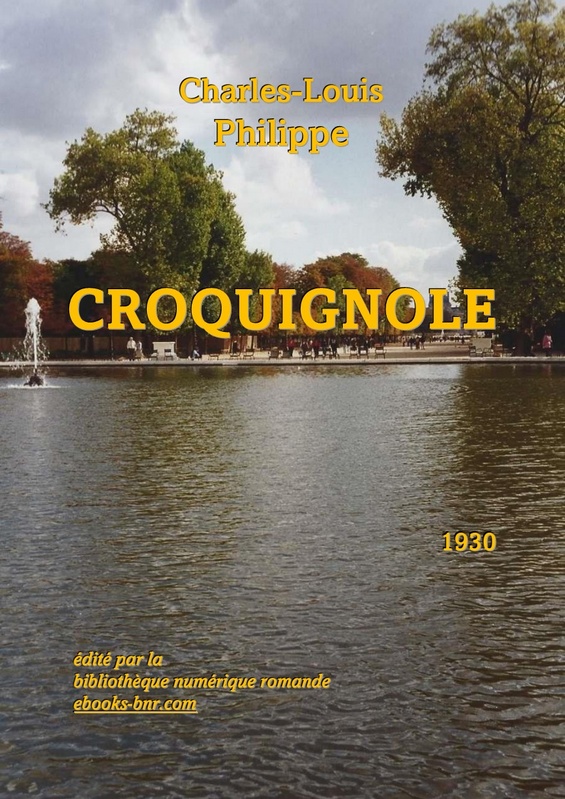 Charles-Louis
Philippe
CROQUIGNOLE
1930
édité par la
bibliothèque numérique romande
ebooks-bnr.com